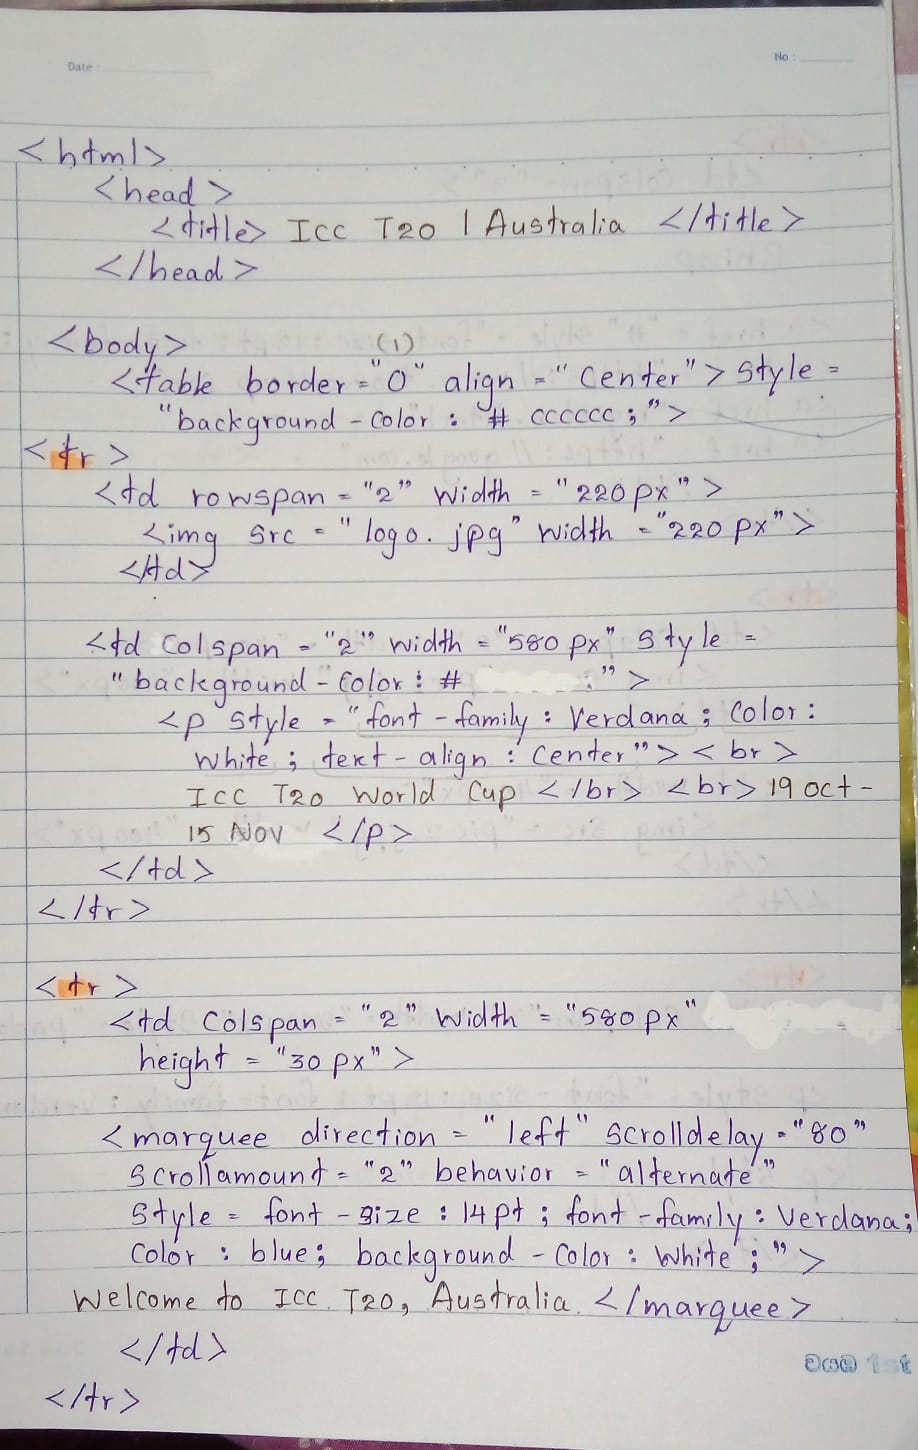 Date :
No :
<html>
<head>
<title> Icc T20 | Australia </title>
</head>
<body>
(1)
<table border="0" align ="center"> style =
"background-color : # cccccc ;">
<tr>
<td rowspan = "2" width = "220 px">
<img src = "logo.jpg" width ="220 px">
</td>
<td colspan = "2" width = "580 px" style =
"background-color : # ;">
<p style = "font-family : Verdana ; color :
white ; text-align : center"> <br>
ICC T20 World Cup </br> <br> 19 oct -
15 Nov </p>
</td>
</tr>
<tr>
<td colspan = "2" width = "580 px"
height = "30 px">
<marquee direction = "left" scrolldelay = "80"
scrollamount = "2" behavior = "alternate"
style = font-size : 14pt ; font-family : Verdana;
color : blue; background-color : white ;">
Welcome to ICC T20, Australia. </marquee>
</td>
1st
</tr>